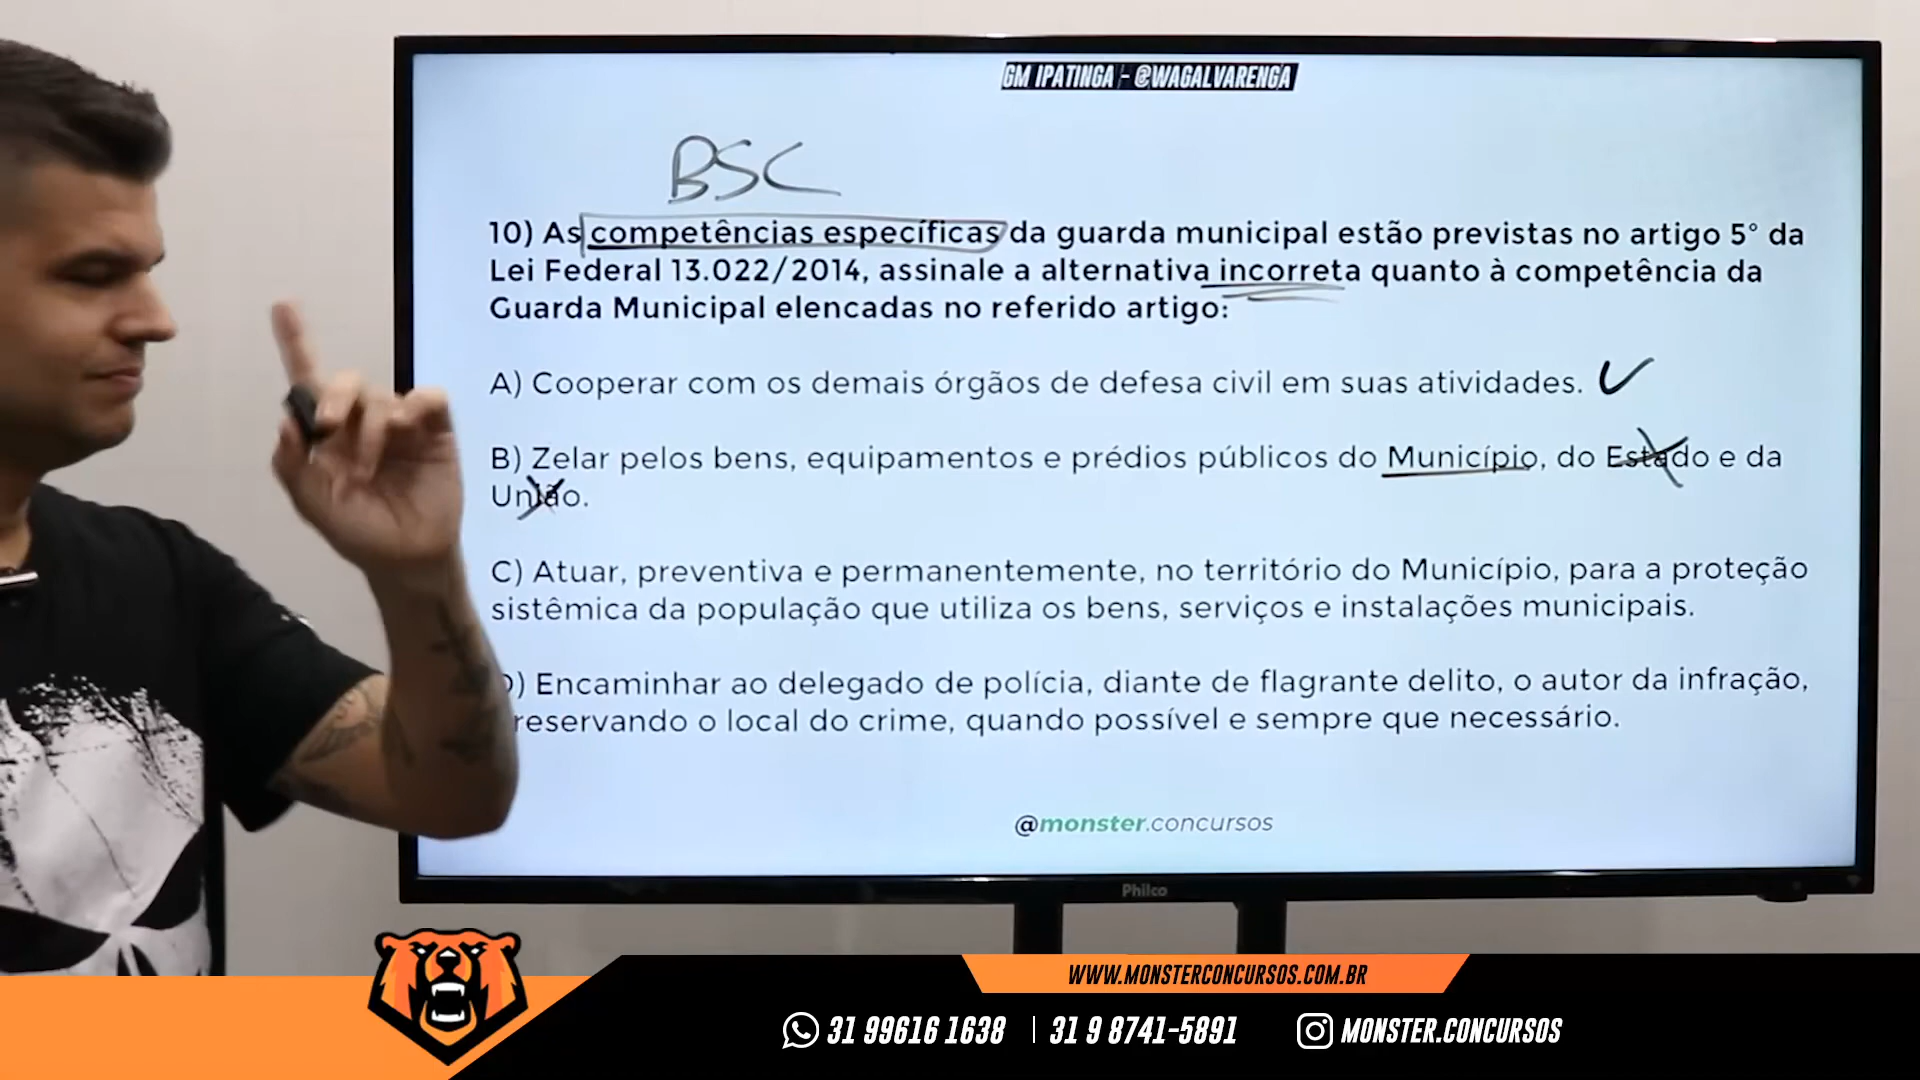 GM IPATINGA - @WAGALVARENGA
BSC
10) As competências específicas da guarda municipal estão previstas no artigo 5° da
Lei Federal 13.022/2014, assinale a alternativa incorreta quanto à competência da
Guarda Municipal elencadas no referido artigo:
A) Cooperar com os demais órgãos de defesa civil em suas atividades.
B) Zelar pelos bens, equipamentos e prédios públicos do Município, do Estado e da
União.
C) Atuar, preventiva e permanentemente, no território do Município, para a proteção
sistêmica da população que utiliza os bens, serviços e instalações municipais.
D) Encaminhar ao delegado de polícia, diante de flagrante delito, o autor da infração,
reservando o local do crime, quando possível e sempre que necessário.
@monster.concursos
Philco
WWW.MONSTERCONCURSOS.COM.BR
31 99616 1638 | 31 9 8741-5891 MONSTER.CONCURSOS